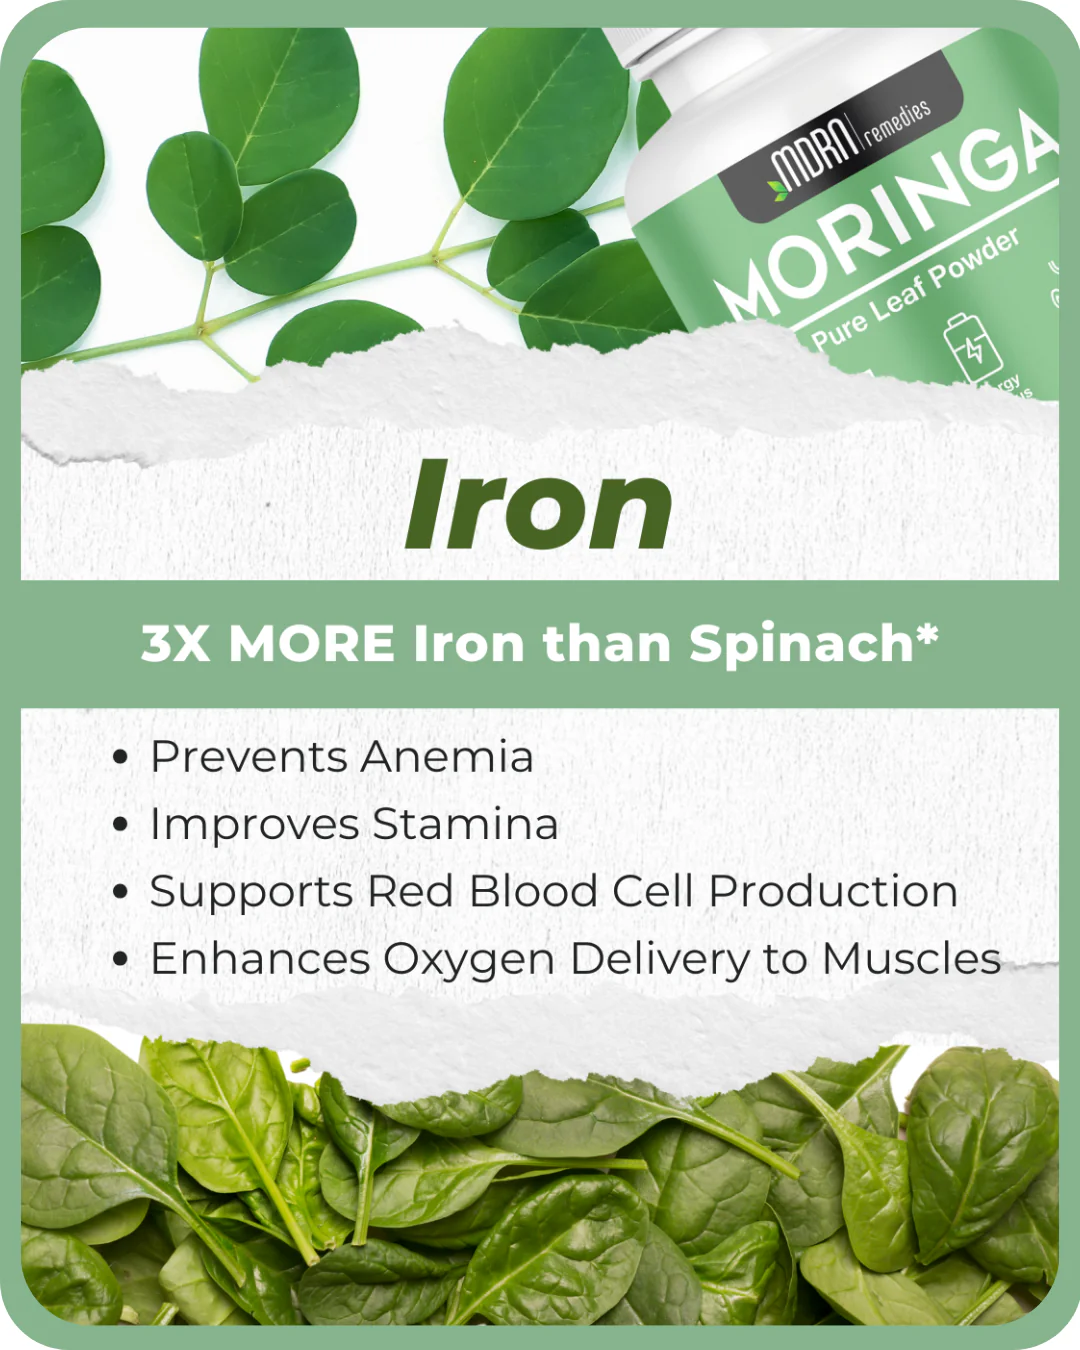 MDRN remedies
MORINGA
Pure Leaf Powder
Iron
3X MORE Iron than Spinach*
• Prevents Anemia
• Improves Stamina
• Supports Red Blood Cell Production
• Enhances Oxygen Delivery to Muscles